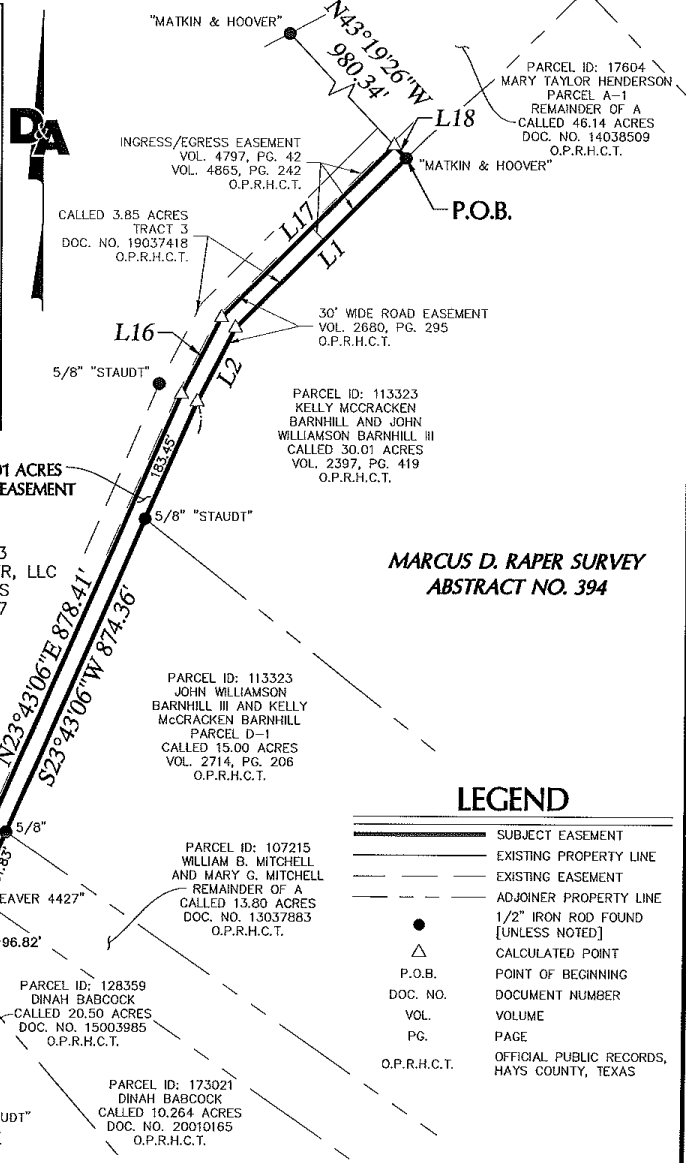 "MATKIN & HOOVER"
N43°19'26"W
980.34'
PARCEL ID: 17604
MARY TAYLOR HENDERSON
PARCEL A-1
REMAINDER OF A
CALLED 46.14 ACRES
DOC. NO. 14038509
O.P.R.H.C.T.
D&A
L18
INGRESS/EGRESS EASEMENT
VOL. 4797, PG. 42
VOL. 4865, PG. 242
O.P.R.H.C.T.
"MATKIN & HOOVER"
P.O.B.
CALLED 3.85 ACRES
TRACT 3
DOC. NO. 19037418
O.P.R.H.C.T.
L17
L1
30' WIDE ROAD EASEMENT
VOL. 2680, PG. 295
O.P.R.H.C.T.
L16
L2
5/8" "STAUDT"
PARCEL ID: 113323
KELLY MCCRACKEN
BARNHILL AND JOHN
WILLIAMSON BARNHILL III
CALLED 30.01 ACRES
VOL. 2397, PG. 419
O.P.R.H.C.T.
183.45'
01 ACRES
EASEMENT
5/8" "STAUDT"
3
R, LLC
S
7
MARCUS D. RAPER SURVEY
ABSTRACT NO. 394
N23°43'06"E 878.41'
S23°43'06"W 874.36'
PARCEL ID: 113323
JOHN WILLIAMSON
BARNHILL III AND KELLY
McCRACKEN BARNHILL
PARCEL D-1
CALLED 15.00 ACRES
VOL. 2714, PG. 206
O.P.R.H.C.T.
5/8"
.83'
EAVER 4427"
96.82'
PARCEL ID: 107215
WILLIAM B. MITCHELL
AND MARY G. MITCHELL
REMAINDER OF A
CALLED 13.80 ACRES
DOC. NO. 13037883
O.P.R.H.C.T.
PARCEL ID: 128359
DINAH BABCOCK
CALLED 20.50 ACRES
DOC. NO. 15003985
O.P.R.H.C.T.
PARCEL ID: 173021
DINAH BABCOCK
CALLED 10.264 ACRES
DOC. NO. 20010165
O.P.R.H.C.T.
UDT"
LEGEND
SUBJECT EASEMENT
EXISTING PROPERTY LINE
EXISTING EASEMENT
ADJOINER PROPERTY LINE
1/2" IRON ROD FOUND
[UNLESS NOTED]
CALCULATED POINT
P.O.B. POINT OF BEGINNING
DOC. NO. DOCUMENT NUMBER
VOL. VOLUME
PG. PAGE
O.P.R.H.C.T. OFFICIAL PUBLIC RECORDS,
HAYS COUNTY, TEXAS